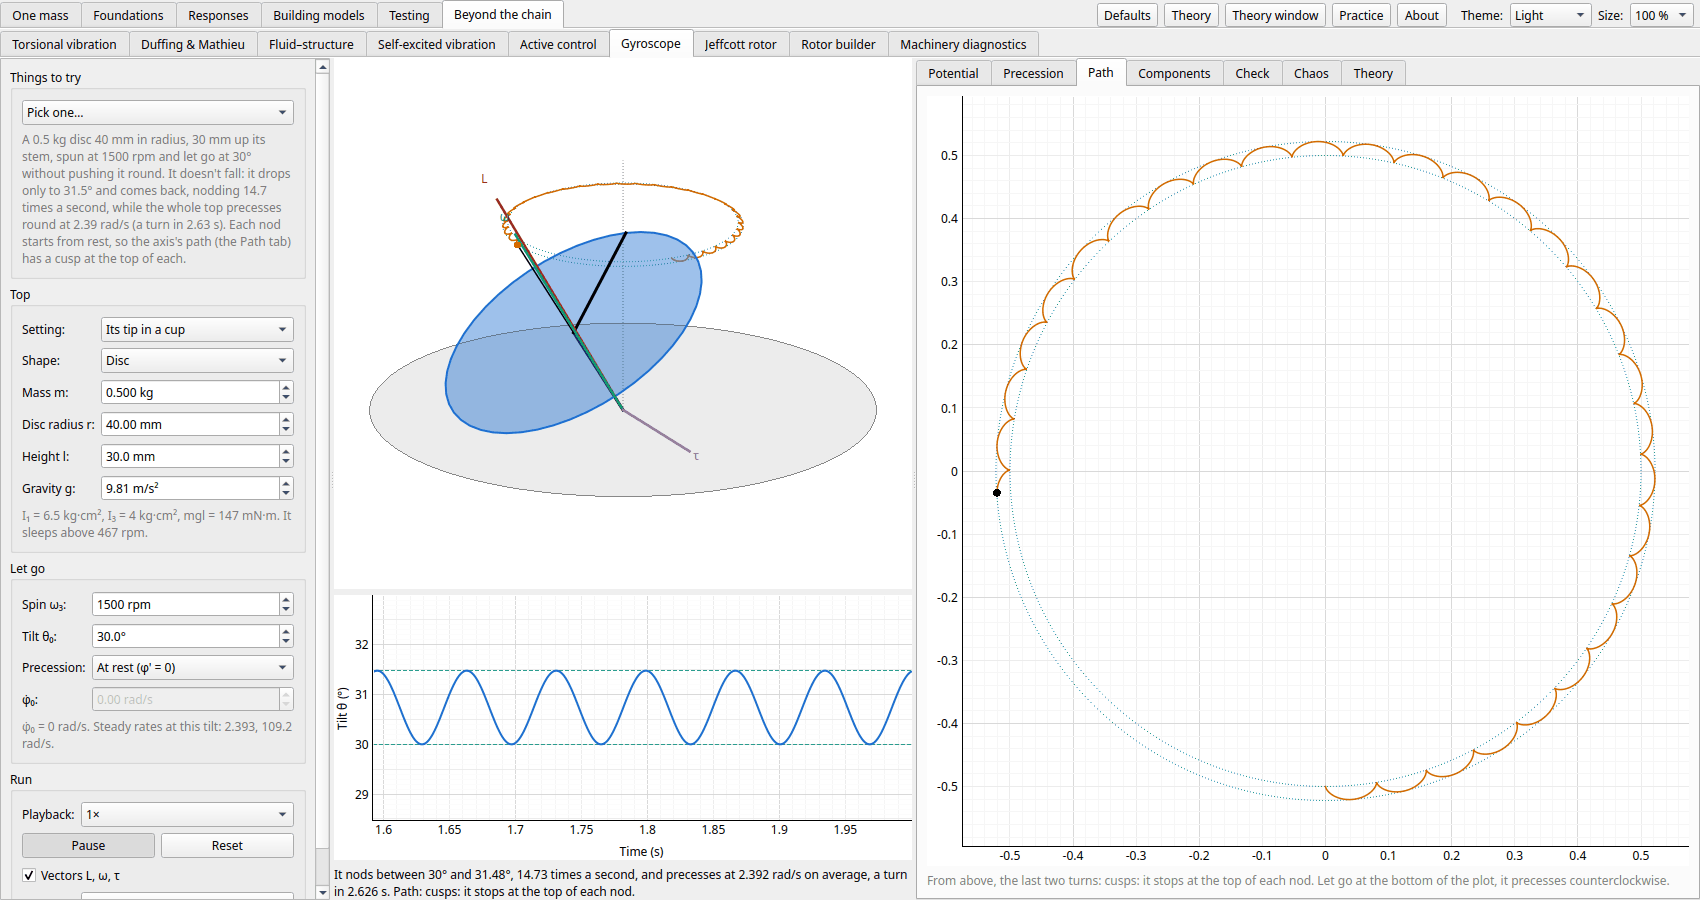 One mass
Foundations
Responses
Building models
Testing
Beyond the chain
Defaults
Theory
Theory window
Practice
About
Theme:
Light
Size:
100 %
Torsional vibration
Duffing & Mathieu
Fluid–structure
Self-excited vibration
Active control
Gyroscope
Jeffcott rotor
Rotor builder
Machinery diagnostics
Things to try
Pick one...
A 0.5 kg disc 40 mm in radius, 30 mm up its
stem, spun at 1500 rpm and let go at 30°
without pushing it round. It doesn't fall: it drops
only to 31.5° and comes back, nodding 14.7
times a second, while the whole top precesses
round at 2.39 rad/s (a turn in 2.63 s). Each nod
starts from rest, so the axis's path (the Path tab)
has a cusp at the top of each.
Top
Setting:
Its tip in a cup
Shape:
Disc
Mass m:
0.500 kg
Disc radius r:
40.00 mm
Height l:
30.0 mm
Gravity g:
9.81 m/s²
I₁ = 6.5 kg·cm², I₃ = 4 kg·cm², mgl = 147 mN·m. It
sleeps above 467 rpm.
Let go
Spin ω₃:
1500 rpm
Tilt θ₀:
30.0°
Precession:
At rest (φ' = 0)
φ̇₀:
0.00 rad/s
φ̇₀ = 0 rad/s. Steady rates at this tilt: 2.393, 109.2
rad/s.
Run
Playback:
1×
Pause
Reset
Vectors L, ω, τ
L
τ
32
31
30
29
Tilt θ (°)
1.6
1.65
1.7
1.75
1.8
1.85
1.9
1.95
Time (s)
It nods between 30° and 31.48°, 14.73 times a second, and precesses at 2.392 rad/s on average, a turn
in 2.626 s. Path: cusps: it stops at the top of each nod.
Potential
Precession
Path
Components
Check
Chaos
Theory
0.5
0.4
0.3
0.2
0.1
0
-0.1
-0.2
-0.3
-0.4
-0.5
-0.5
-0.4
-0.3
-0.2
-0.1
0
0.1
0.2
0.3
0.4
0.5
From above, the last two turns: cusps: it stops at the top of each nod. Let go at the bottom of the plot, it precesses counterclockwise.